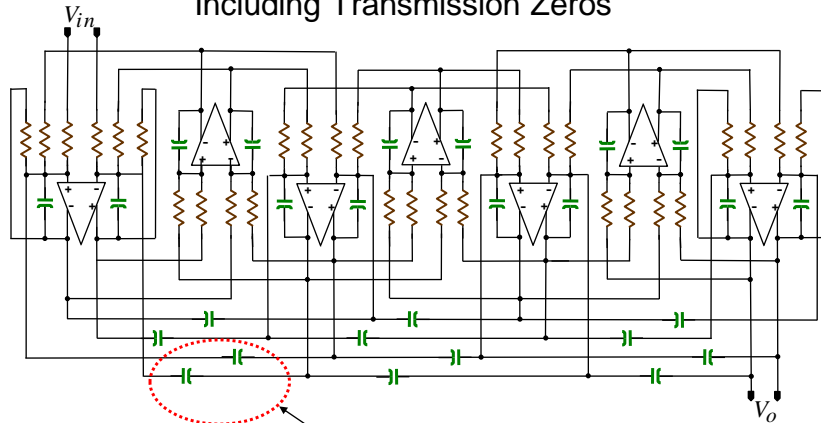 Including Transmission Zeros
Vin
+ - + -
- + - + - +
+ - + - + - + -
- + - + - + - +
Vo